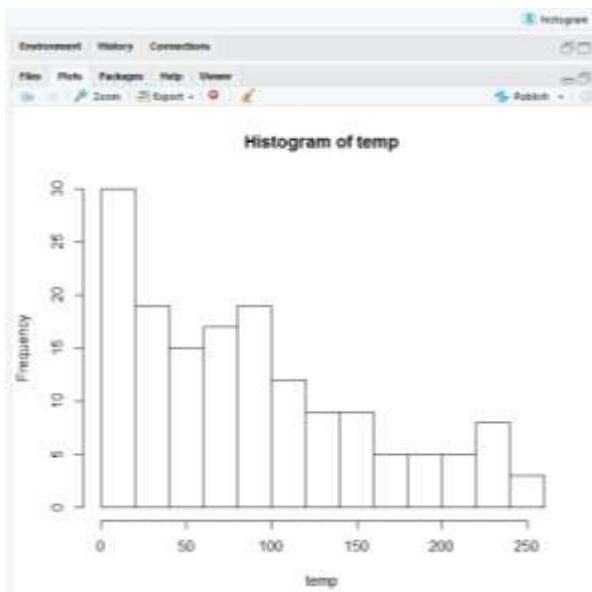 histogram
Environment History Connections
Files Plots Packages Help Viewer
Zoom Export Publish
Histogram of temp
30
25
20
15
10
5
0
Frequency
0 50 100 150 200 250
temp